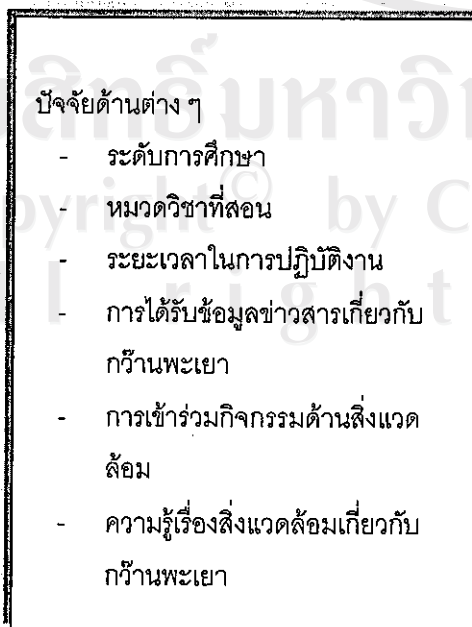 ปัจจัยด้านต่าง ๆ
- ระดับการศึกษา
- หมวดวิชาที่สอน
- ระยะเวลาในการปฏิบัติงาน
- การได้รับข้อมูลข่าวสารเกี่ยวกับ
กว๊านพะเยา
- การเข้าร่วมกิจกรรมด้านสิ่งแวด
ล้อม
- ความรู้เรื่องสิ่งแวดล้อมเกี่ยวกับ
กว๊านพะเยา